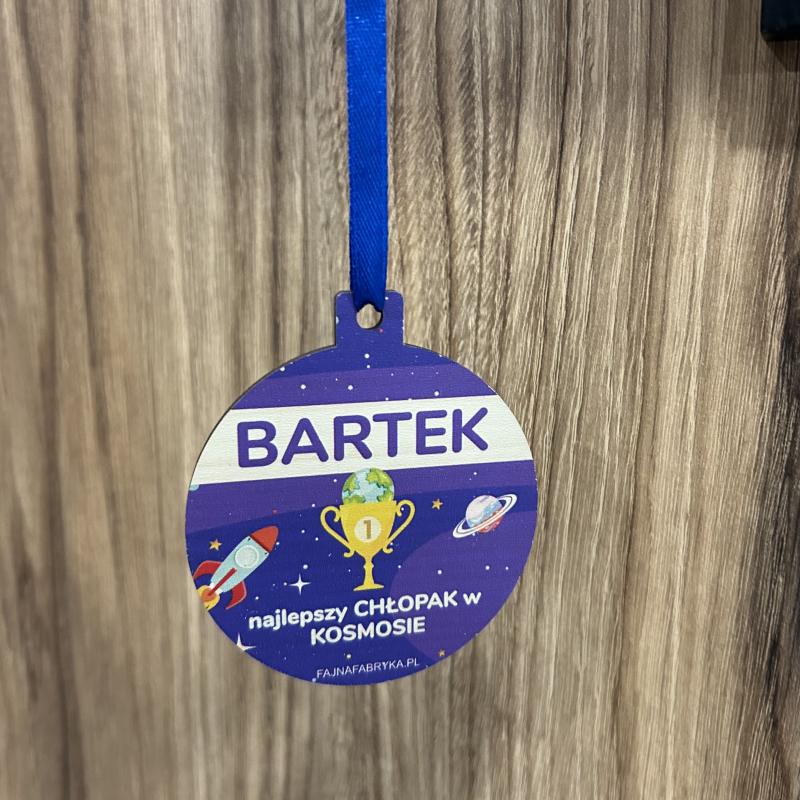 BARTEK
1
najlepszy CHŁOPAK w
KOSMOSIE
FAJNAFABRYKA.PL